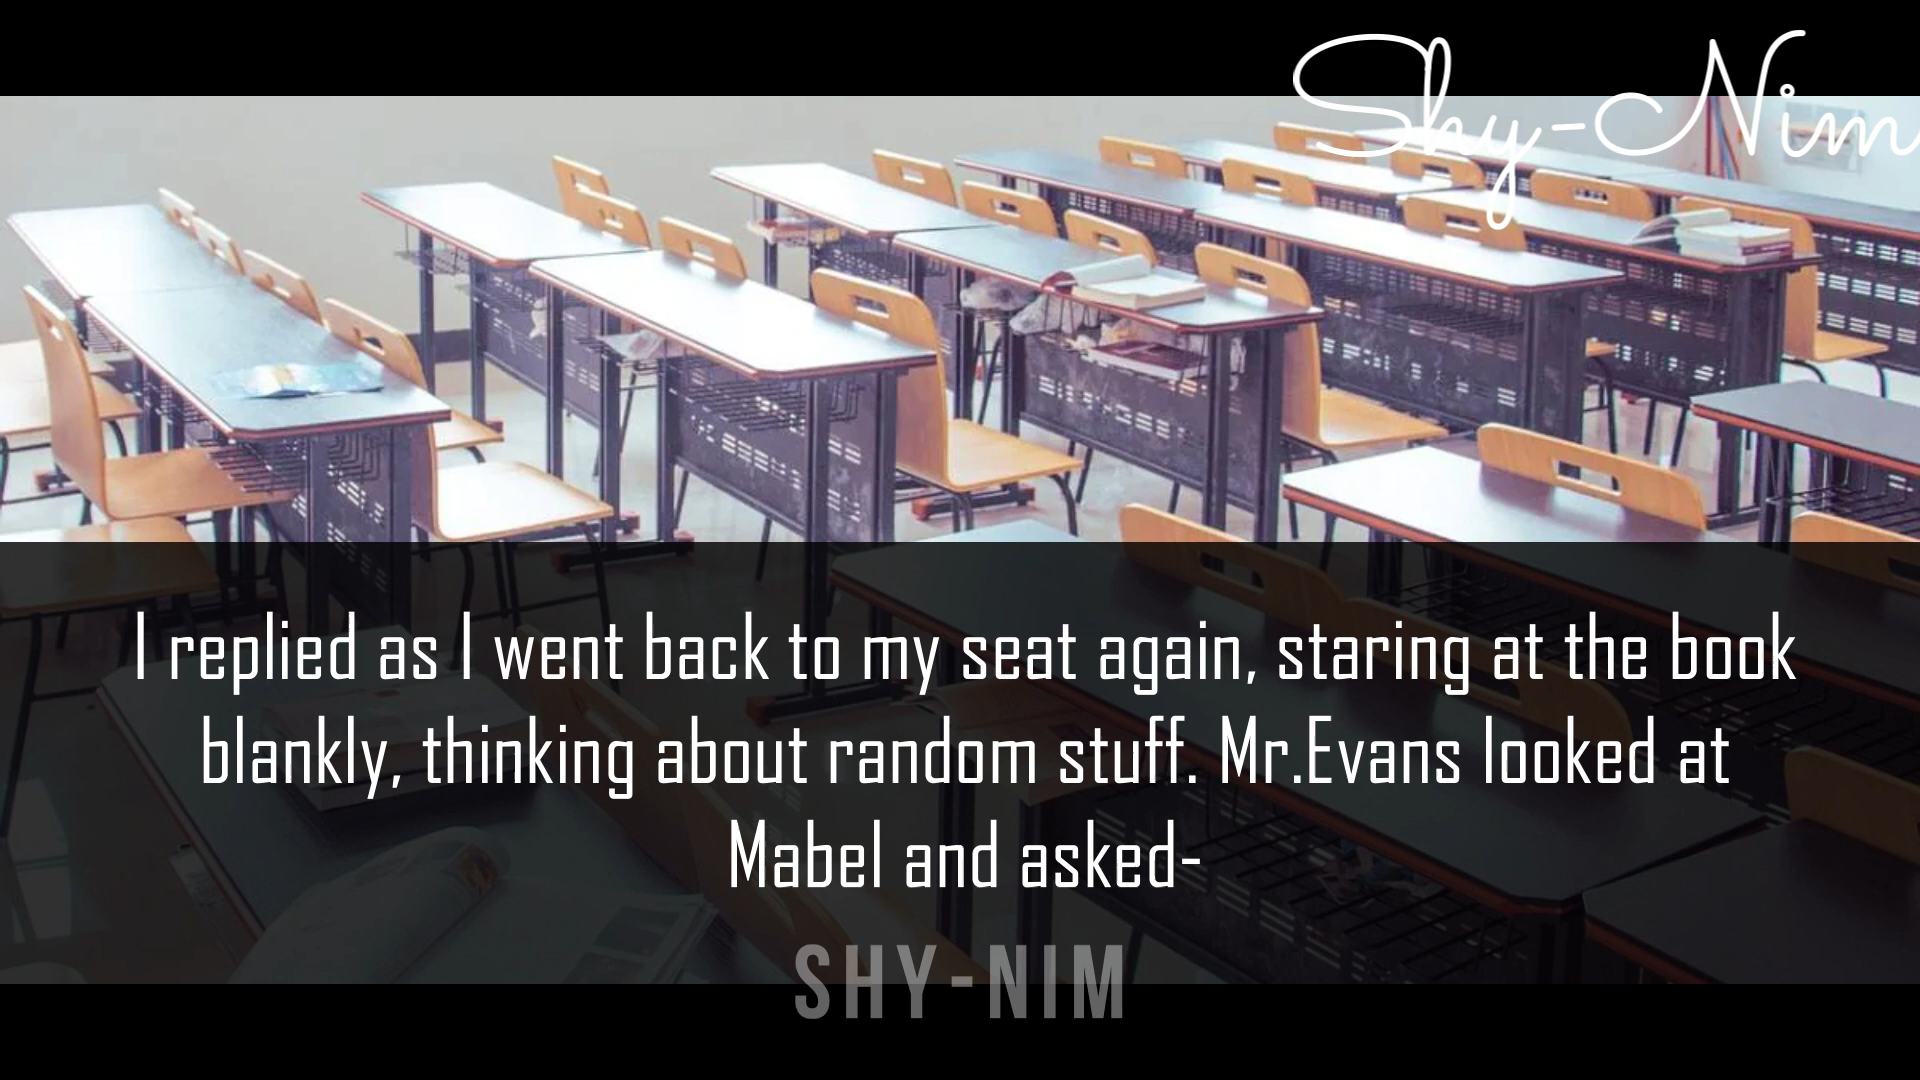 Shy-Nim
I replied as I went back to my seat again, staring at the book
blankly, thinking about random stuff. Mr.Evans looked at
Mabel and asked-
SHY-NIM